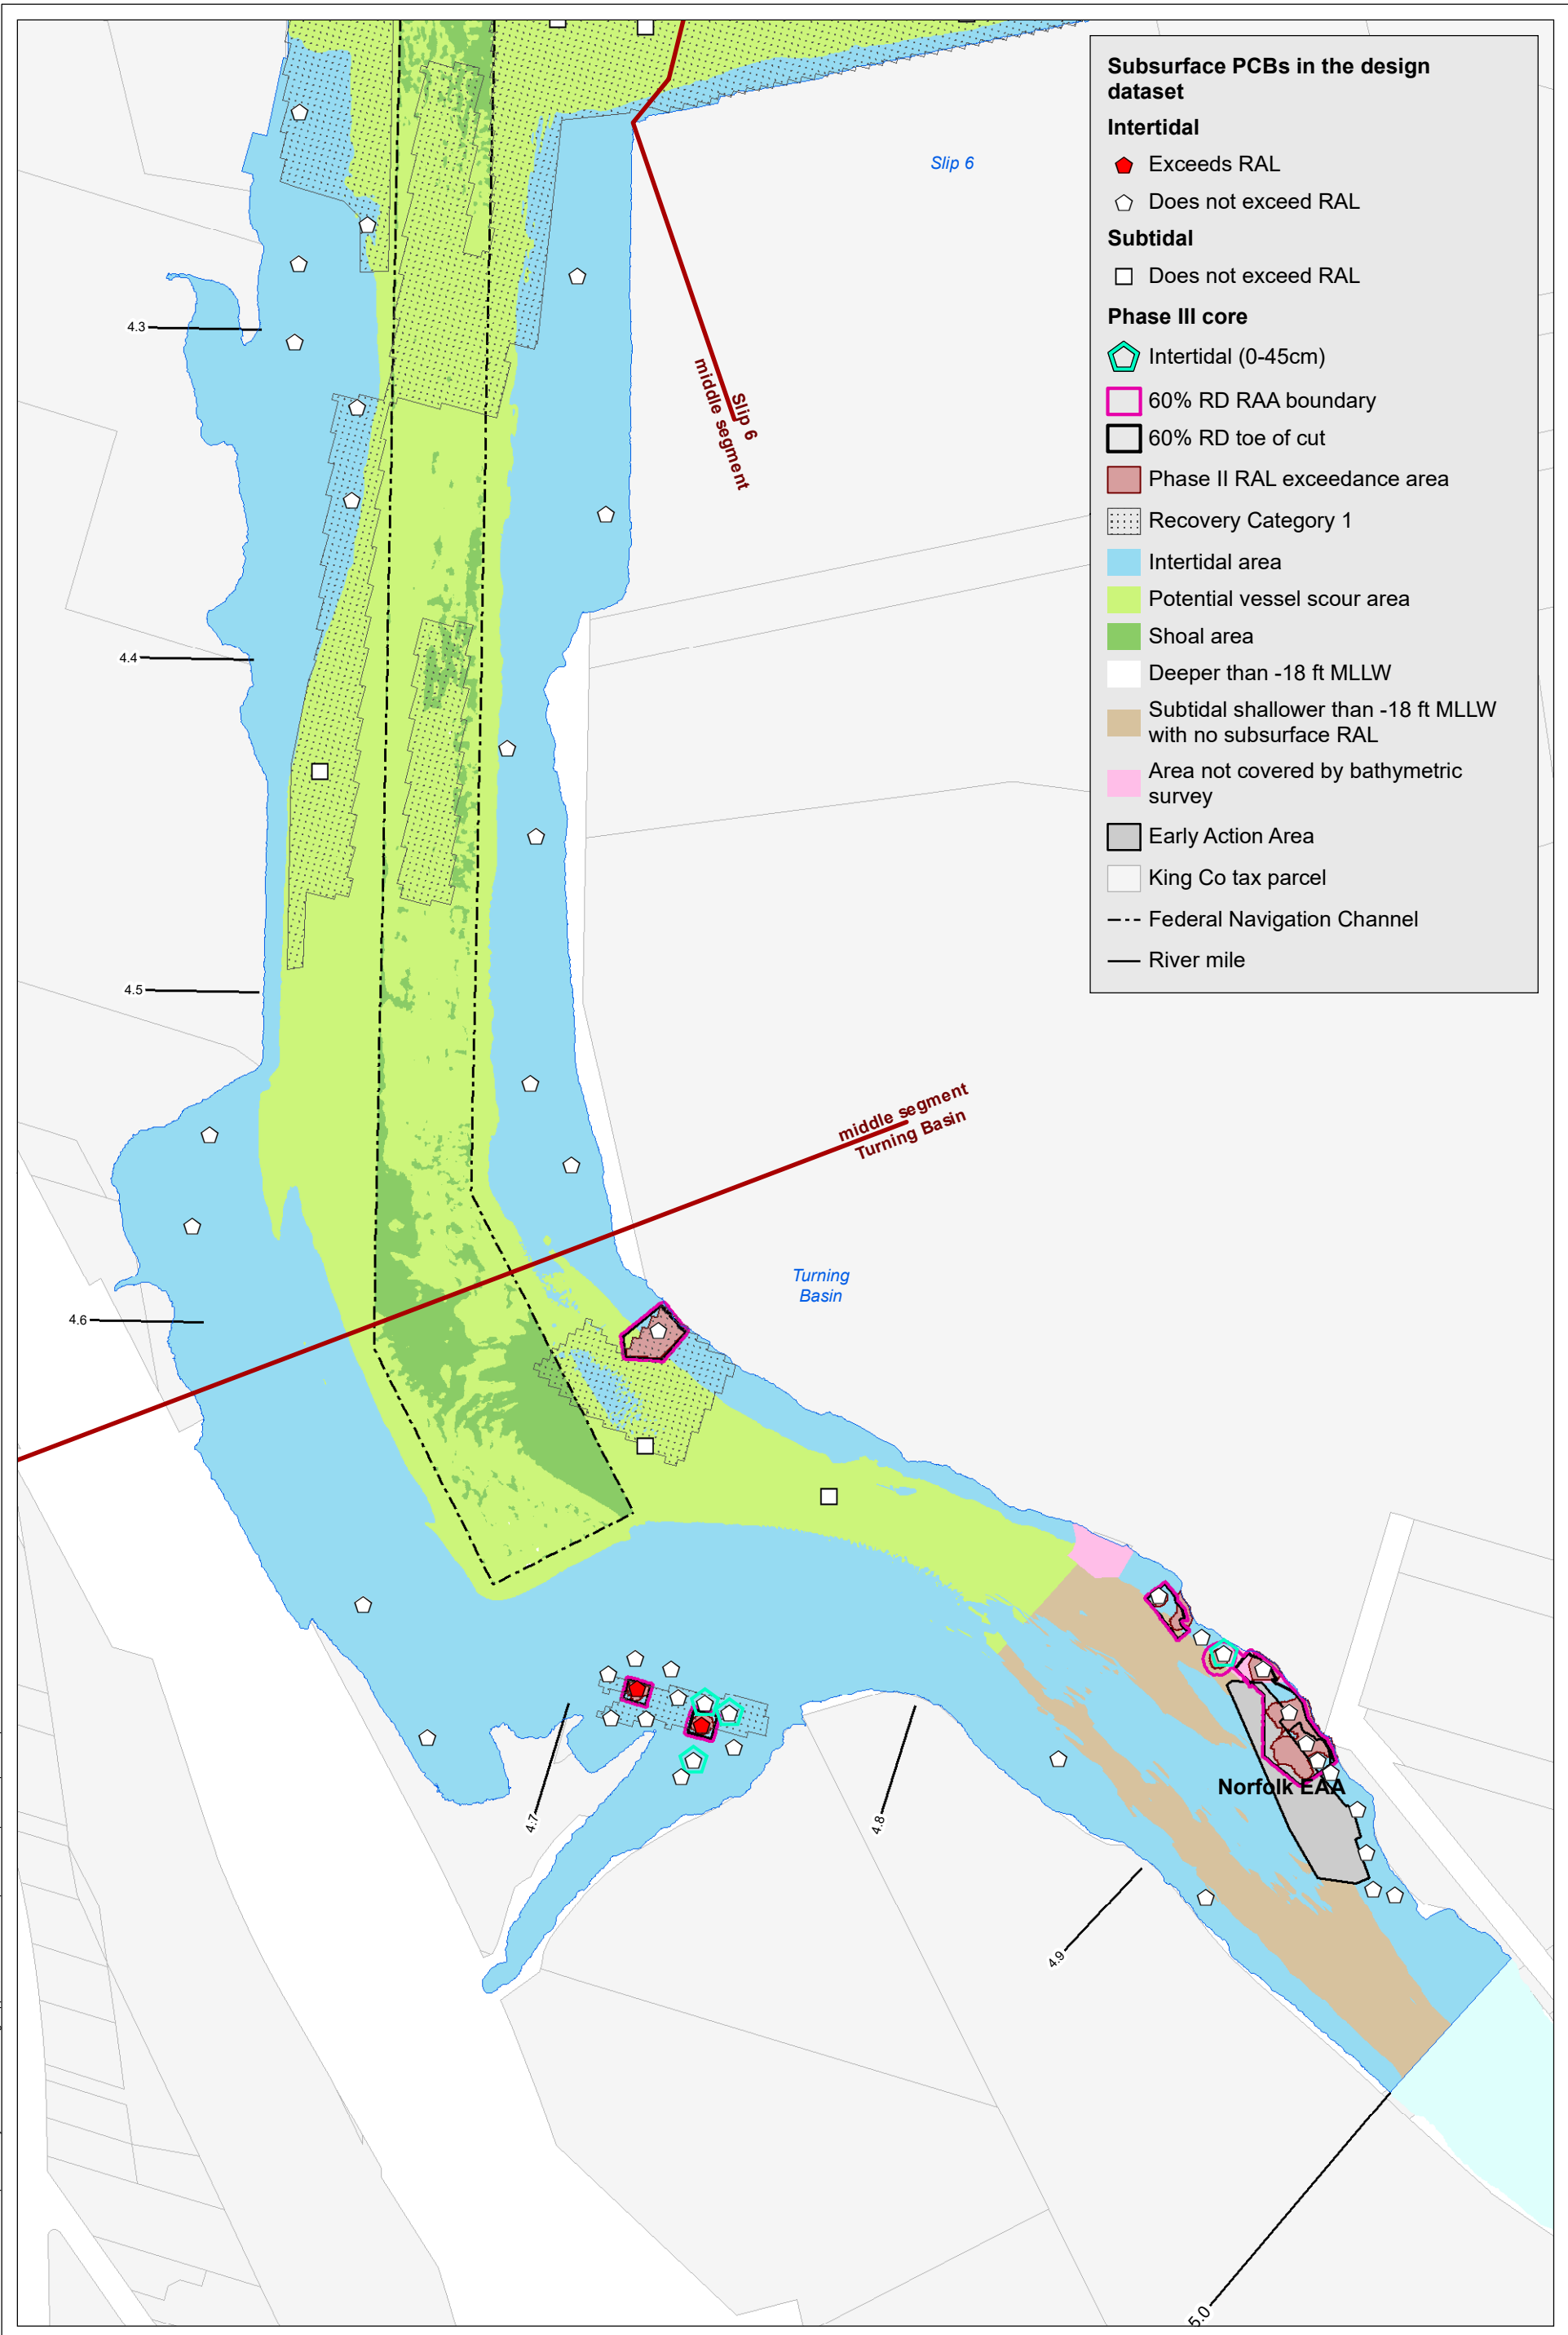 Subsurface PCBs in the design
dataset
Intertidal
Exceeds RAL
Does not exceed RAL
Subtidal
Does not exceed RAL
Phase III core
Intertidal (0-45cm)
60% RD RAA boundary
60% RD toe of cut
Phase II RAL exceedance area
Recovery Category 1
Intertidal area
Potential vessel scour area
Shoal area
Deeper than -18 ft MLLW
Subtidal shallower than -18 ft MLLW
with no subsurface RAL
Area not covered by bathymetric
survey
Early Action Area
King Co tax parcel
Federal Navigation Channel
River mile
Slip 6
4.3
Slip 6
middle segment
4.4
4.5
middle segment
Turning Basin
Turning
Basin
4.6
Norfolk EAA
4.7
4.8
4.9
5.0